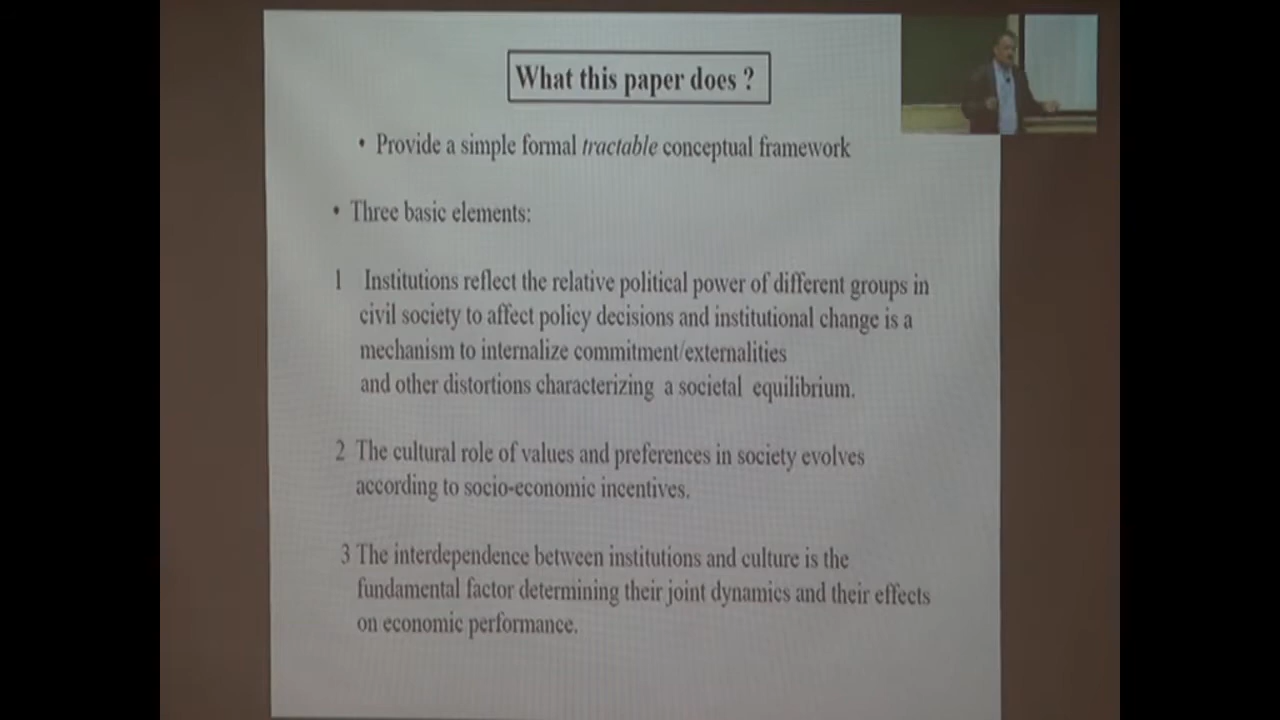 What this paper does ?
• Provide a simple formal tractable conceptual framework
• Three basic elements:
1 Institutions reflect the relative political power of different groups in
civil society to affect policy decisions and institutional change is a
mechanism to internalize commitment/externalities
and other distortions characterizing a societal equilibrium.
2 The cultural role of values and preferences in society evolves
according to socio-economic incentives.
3 The interdependence between institutions and culture is the
fundamental factor determining their joint dynamics and their effects
on economic performance.